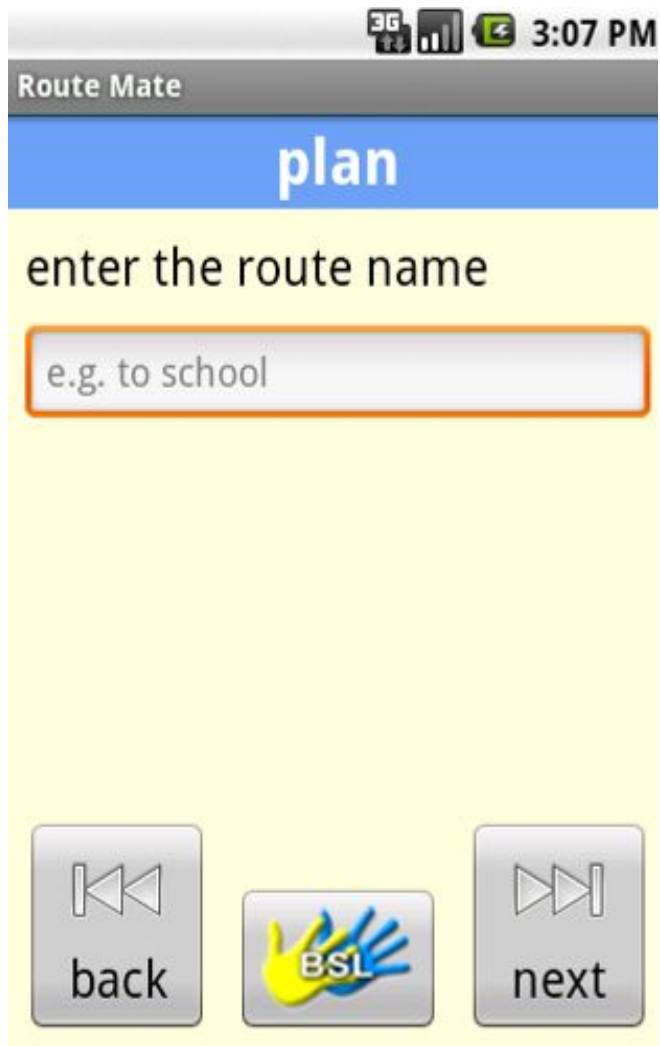 3G 3:07 PM
Route Mate
plan
enter the route name
e.g. to school
BSL
back next